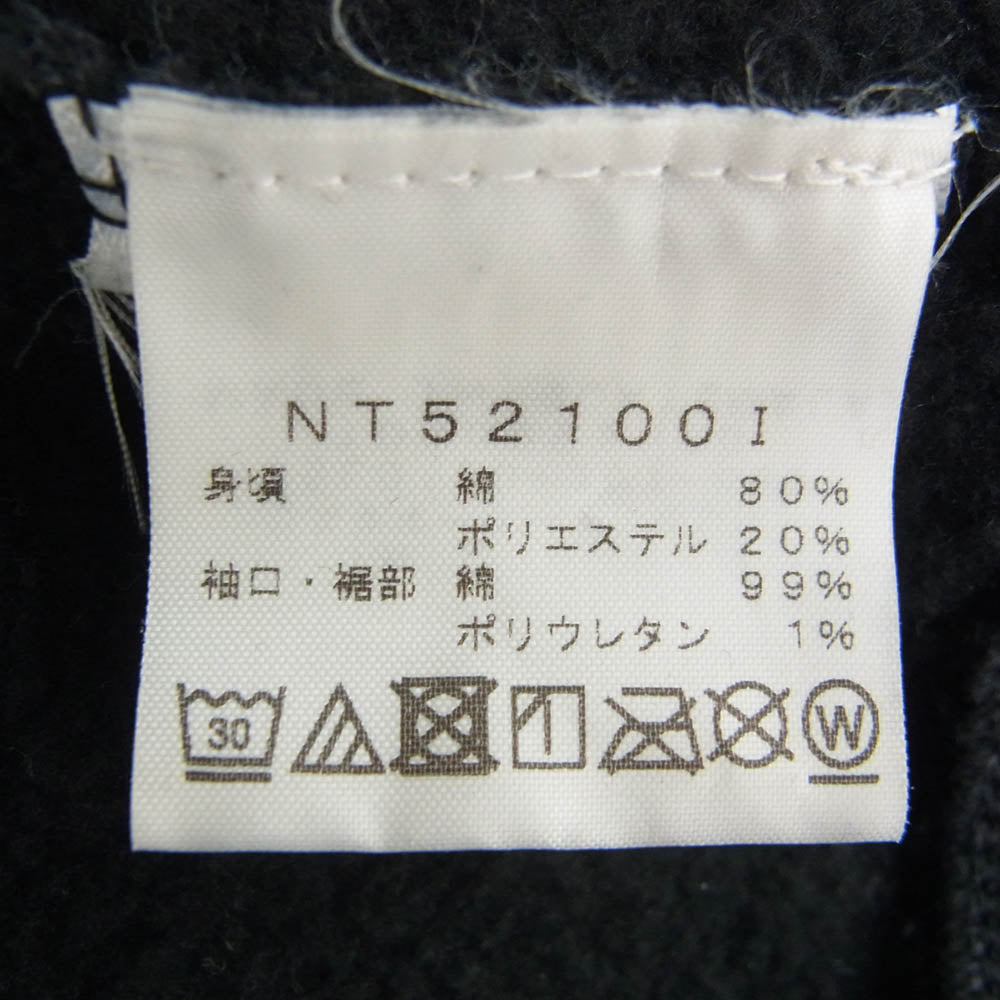 NT52100I
身頃 綿 80%
ポリエステル 20%
袖口・裾部 綿 99%
ポリウレタン 1%
30 W